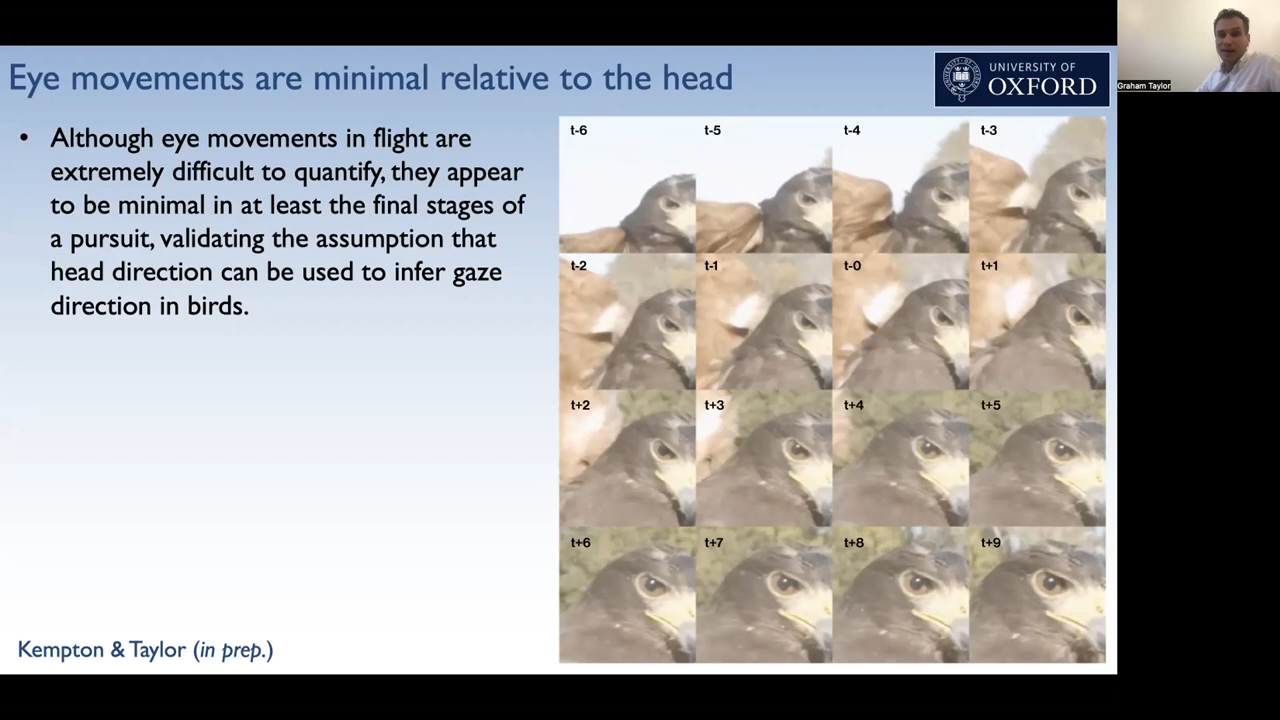 Eye movements are minimal relative to the head
UNIVERSITY OF
OXFORD
Graham Taylor
• Although eye movements in flight are
extremely difficult to quantify, they appear
to be minimal in at least the final stages of
a pursuit, validating the assumption that
head direction can be used to infer gaze
direction in birds.
t-6
t-5
t-4
t-3
t-2
t-1
t-0
t+1
t+2
t+3
t+4
t+5
t+6
t+7
t+8
t+9
Kempton & Taylor (in prep.)